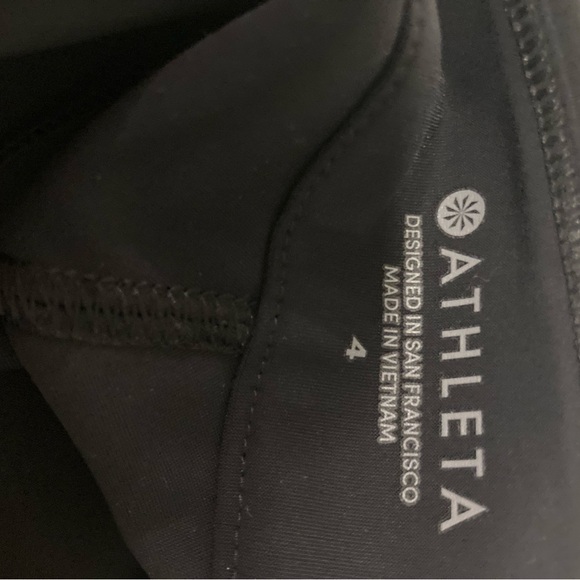 ATHLETA
DESIGNED IN SAN FRANCISCO
MADE IN VIETNAM
4